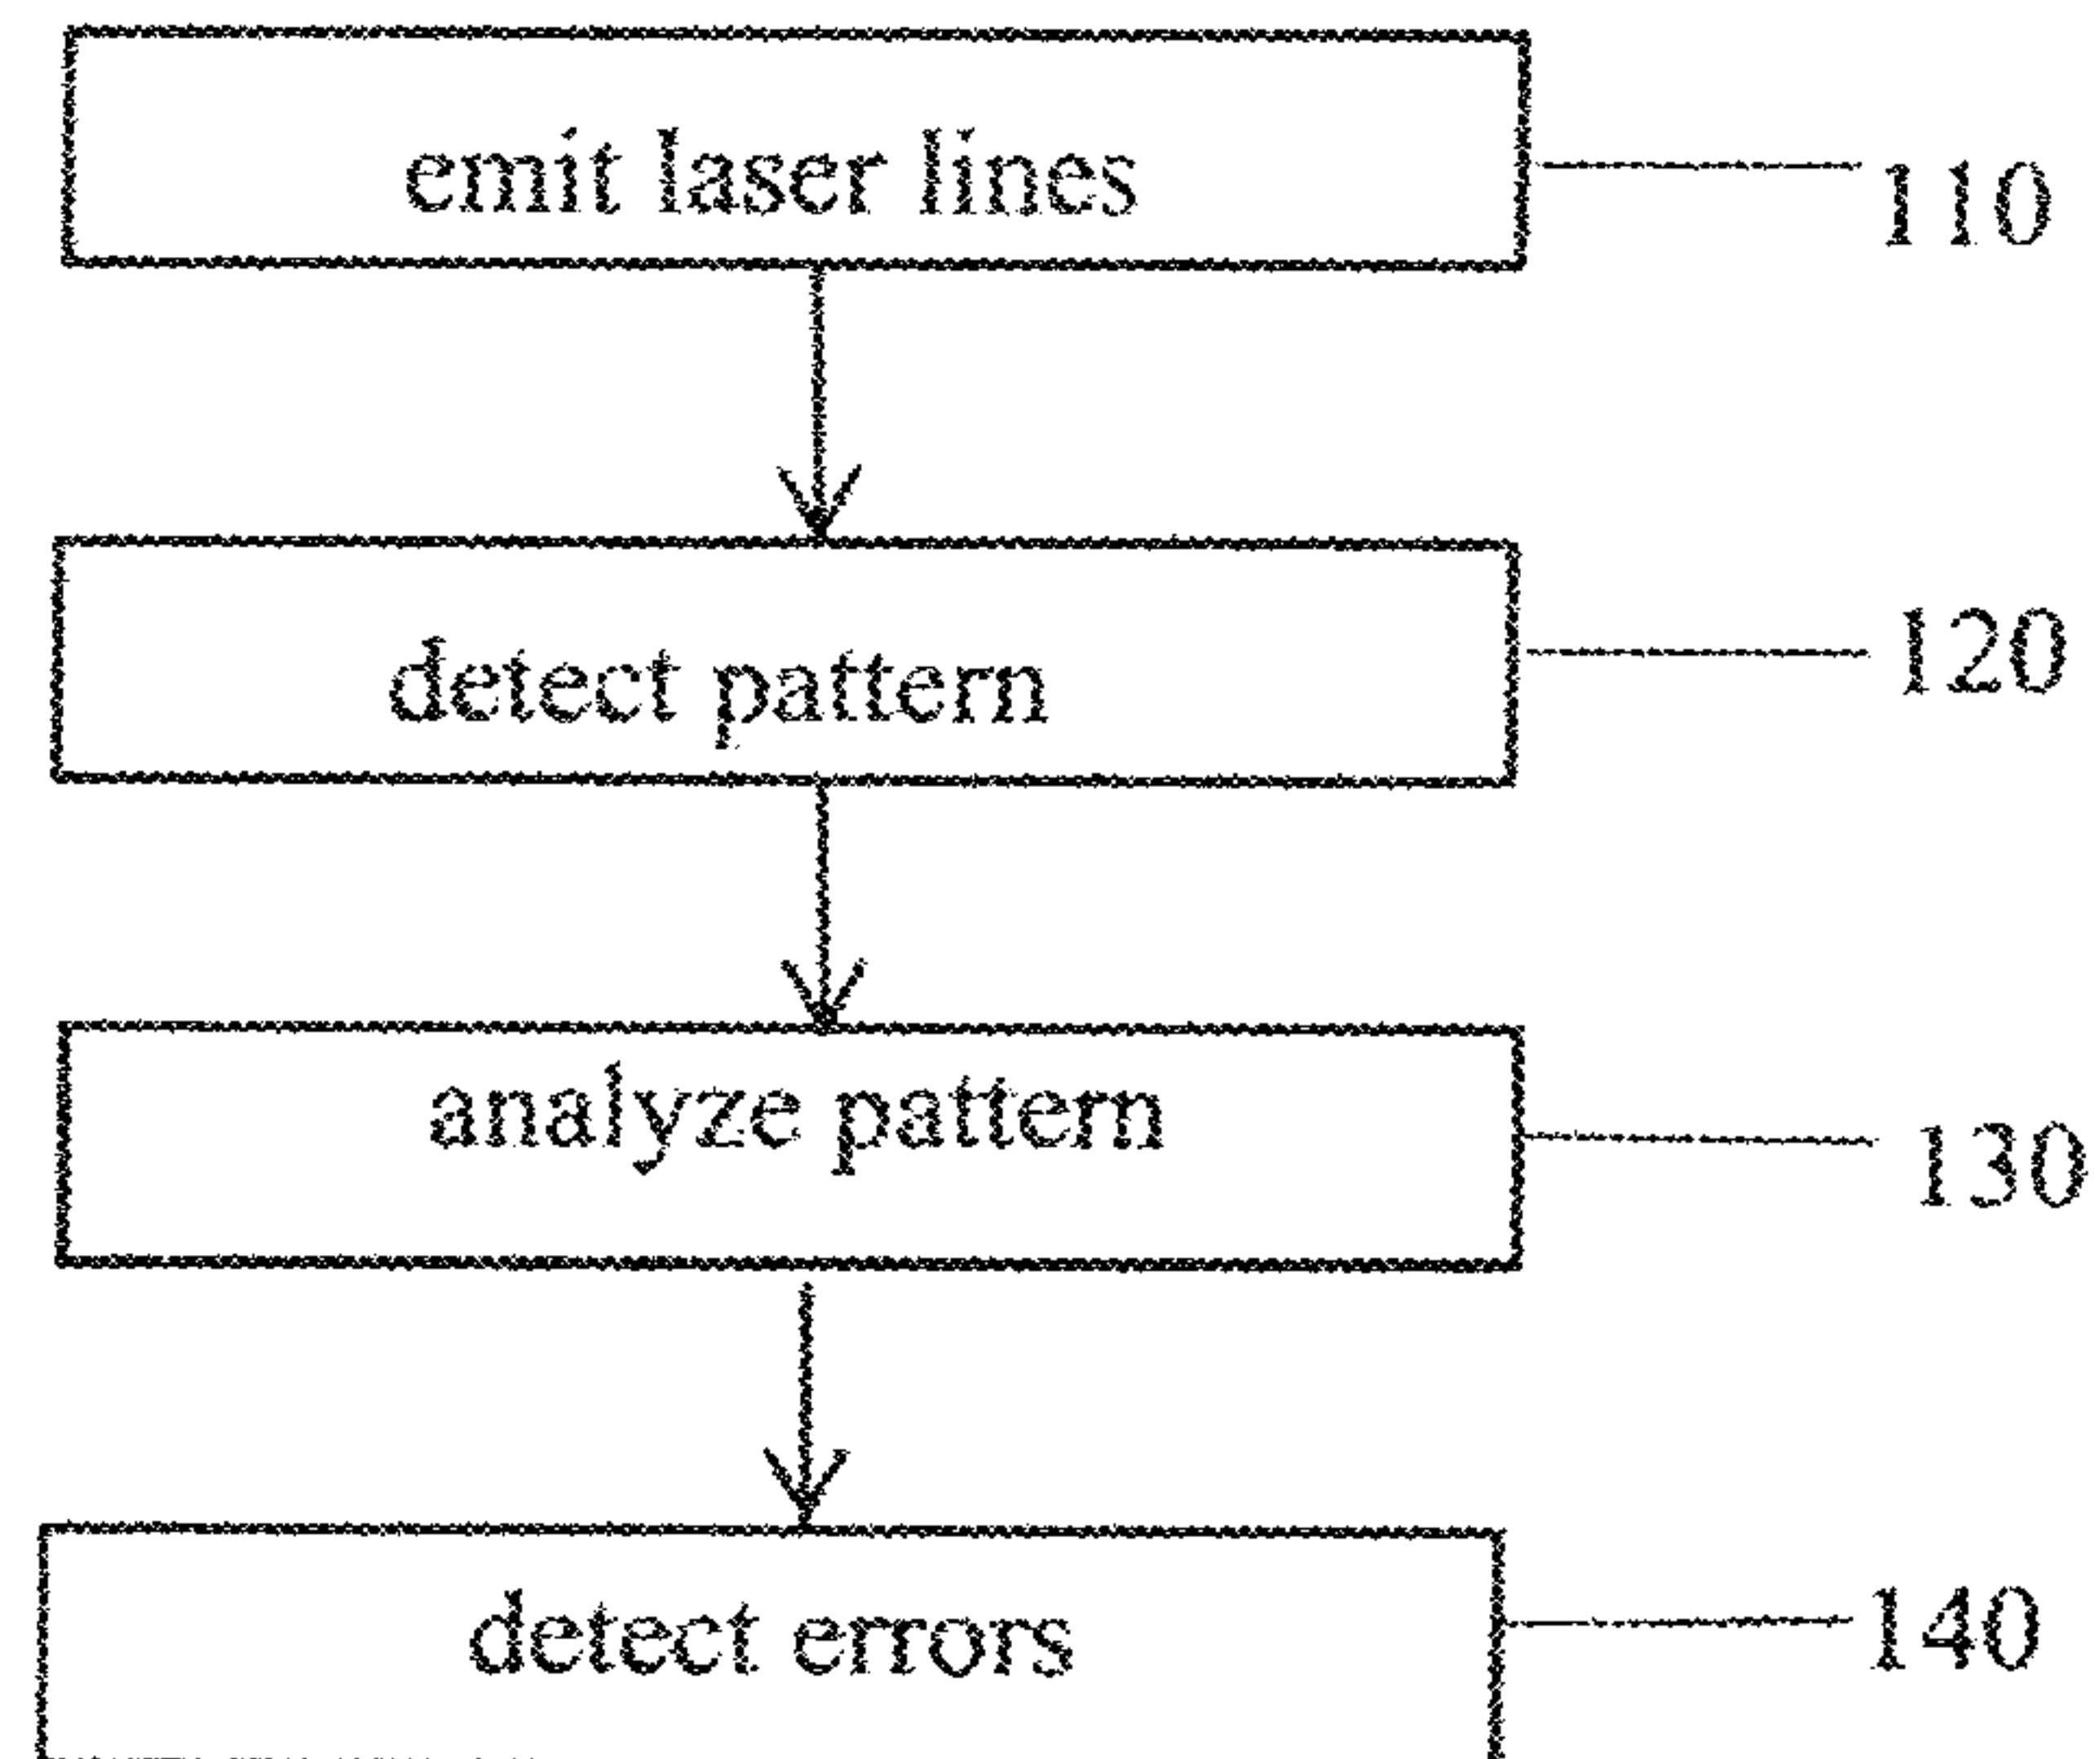 emit laser lines
110
detect pattern
120
analyze pattern
130
detect errors
140